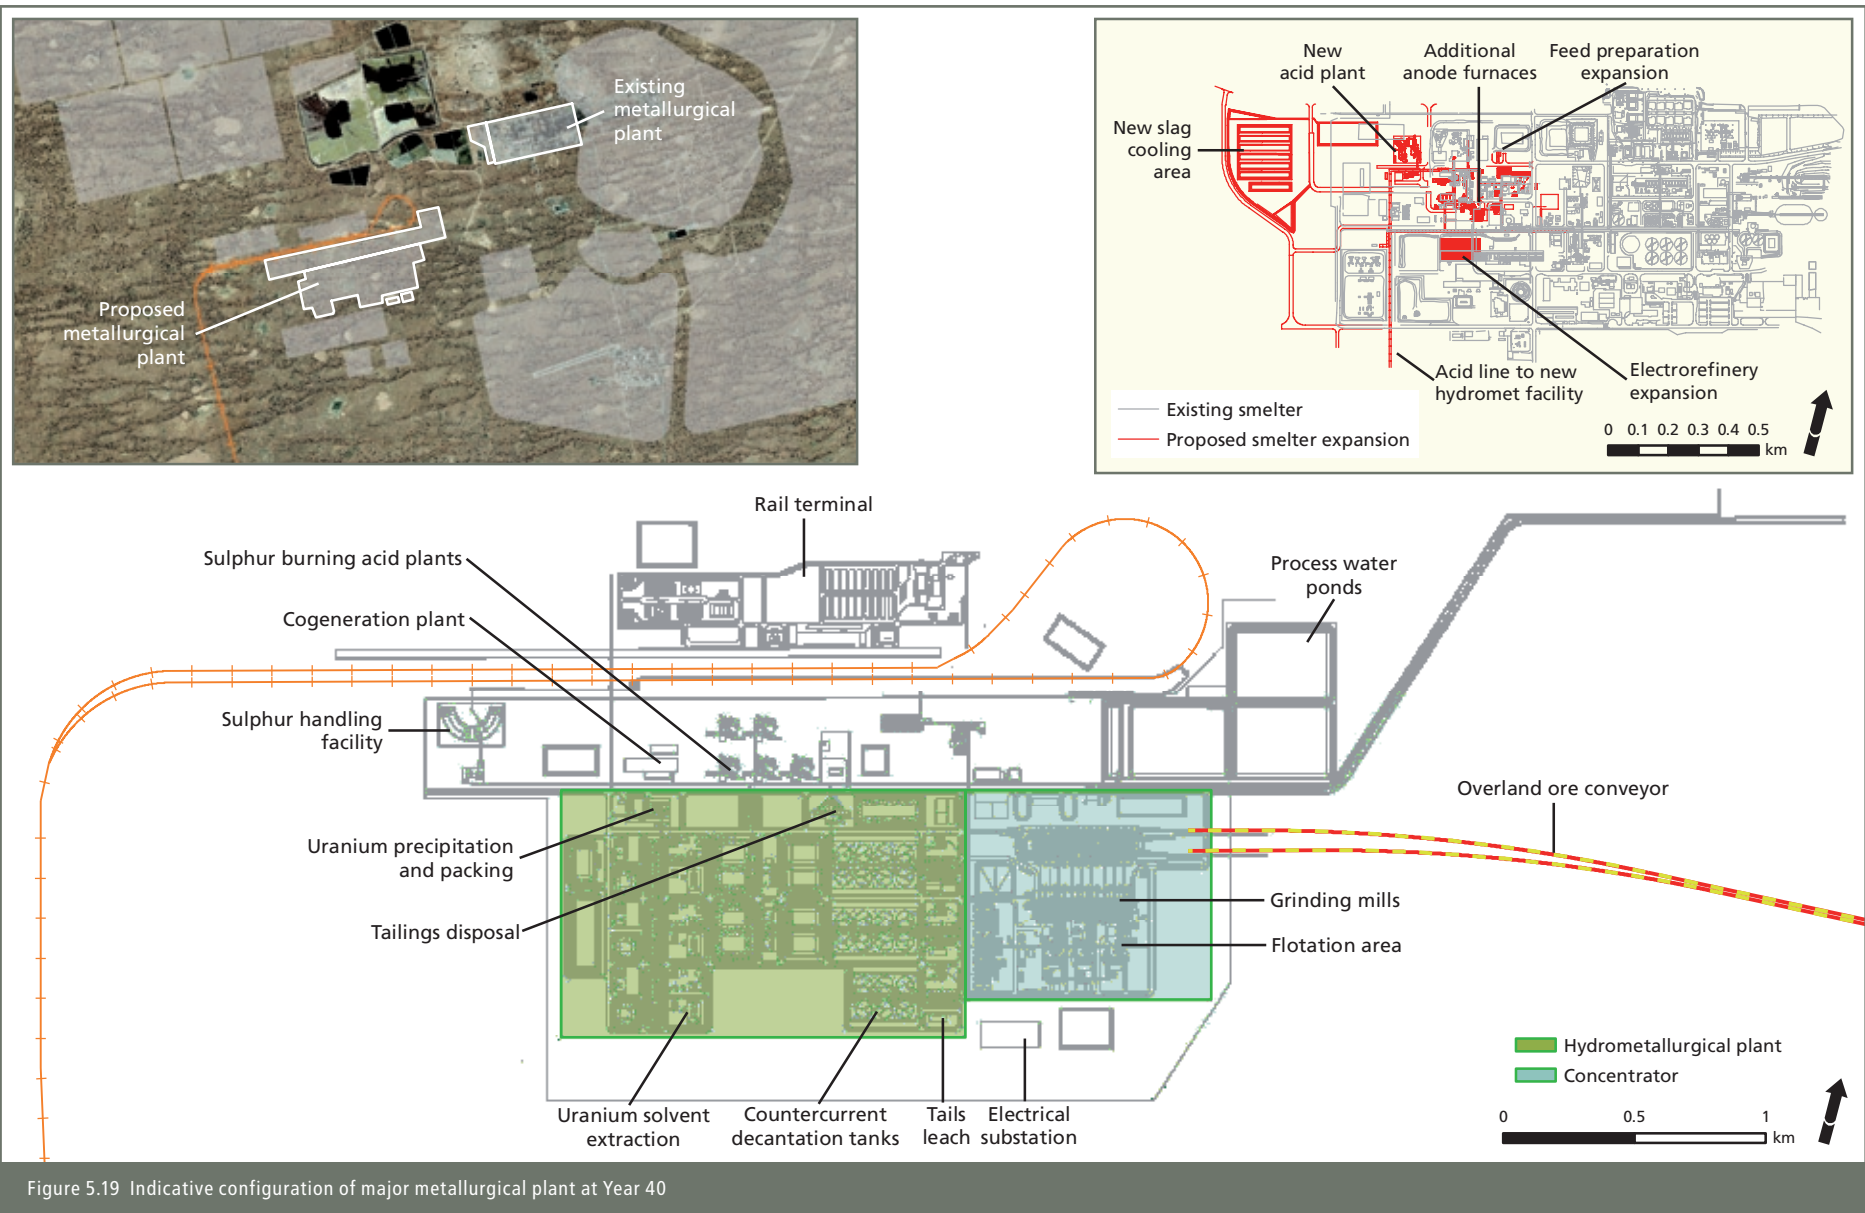 Existing
metallurgical
plant
Proposed
metallurgical
plant
New
acid plant
Additional
anode furnaces
Feed preparation
expansion
New slag
cooling
area
Acid line to new
hydromet facility
Electrorefinery
expansion
Existing smelter
Proposed smelter expansion
0 0.1 0.2 0.3 0.4 0.5
km
Rail terminal
Sulphur burning acid plants
Cogeneration plant
Process water
ponds
Sulphur handling
facility
Overland ore conveyor
Uranium precipitation
and packing
Tailings disposal
Grinding mills
Flotation area
Uranium solvent
extraction
Countercurrent
decantation tanks
Tails
leach
Electrical
substation
Hydrometallurgical plant
Concentrator
0 0.5 1
km
Figure 5.19 Indicative configuration of major metallurgical plant at Year 40